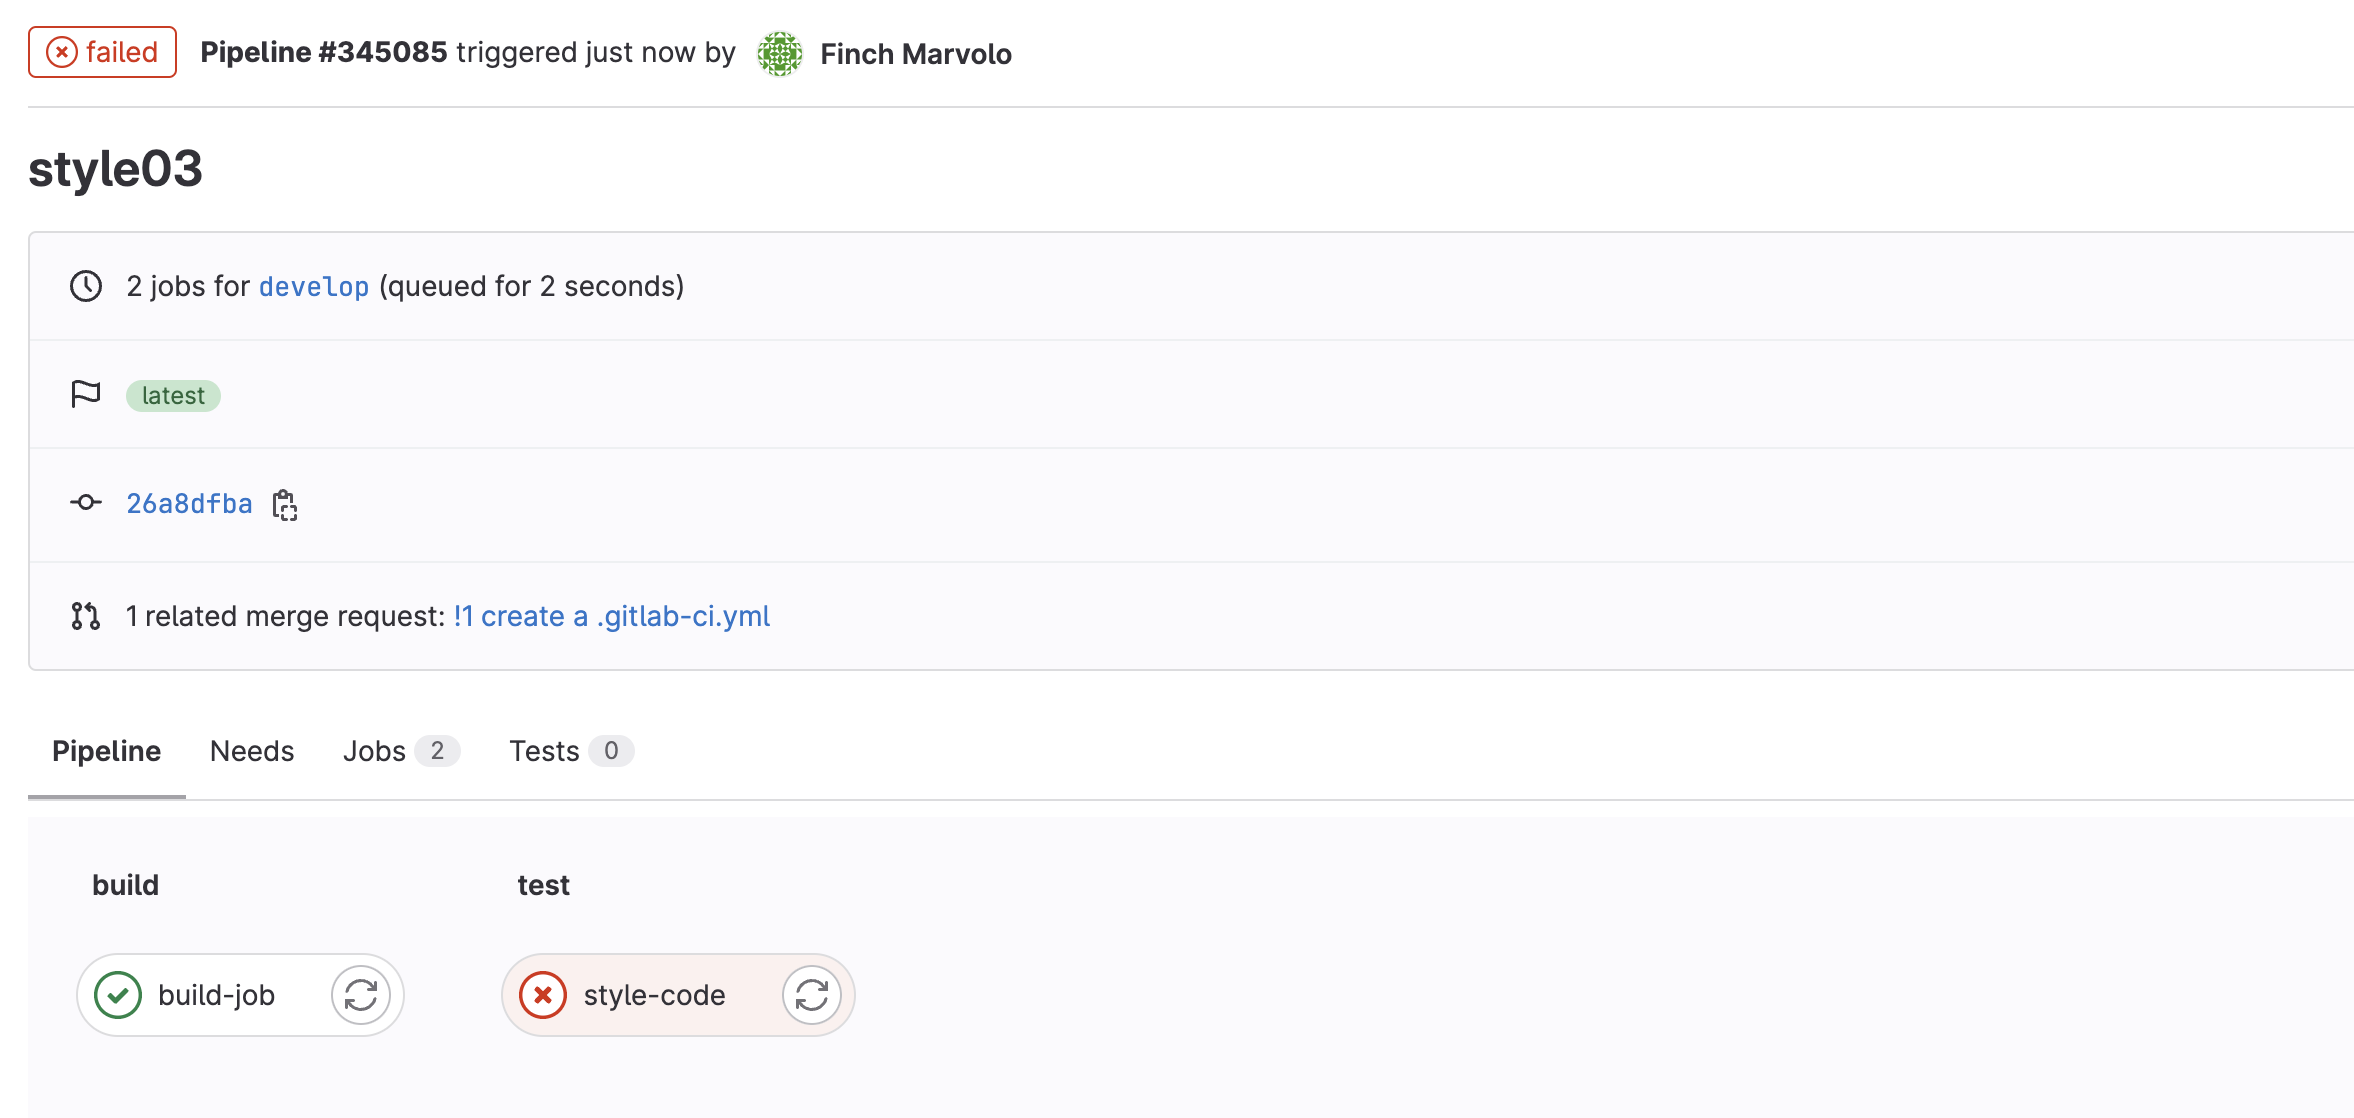 failed Pipeline #345085 triggered just now by Finch Marvolo
style03
2 jobs for develop (queued for 2 seconds)
latest
26a8dfba
1 related merge request: !1 create a .gitlab-ci.yml
Pipeline Needs Jobs 2 Tests 0
build test
build-job style-code